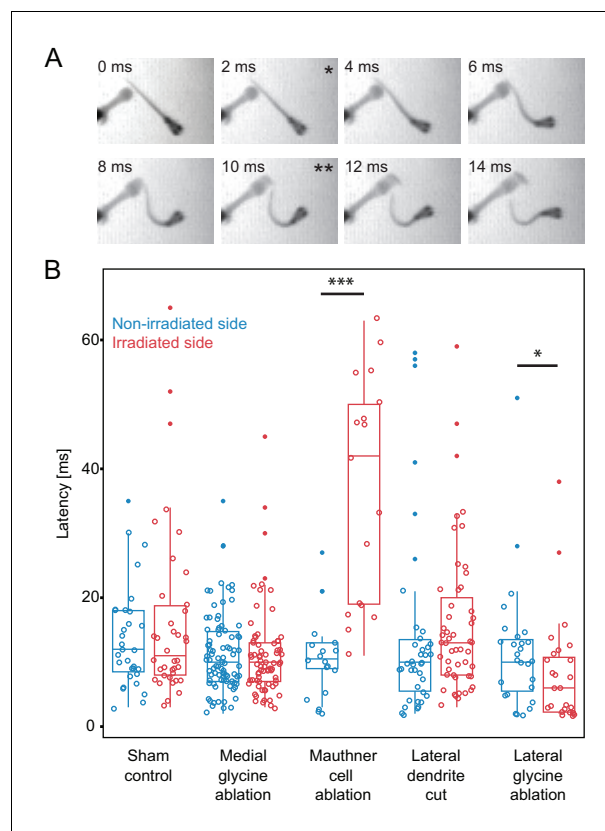 A
0 ms
2 ms *
4 ms
6 ms
8 ms
10 ms **
12 ms
14 ms
B
***
Non-irradiated side
Irradiated side
*
60
40
20
0
Latency [ms]
Sham control
Medial glycine ablation
Mauthner cell ablation
Lateral dendrite cut
Lateral glycine ablation